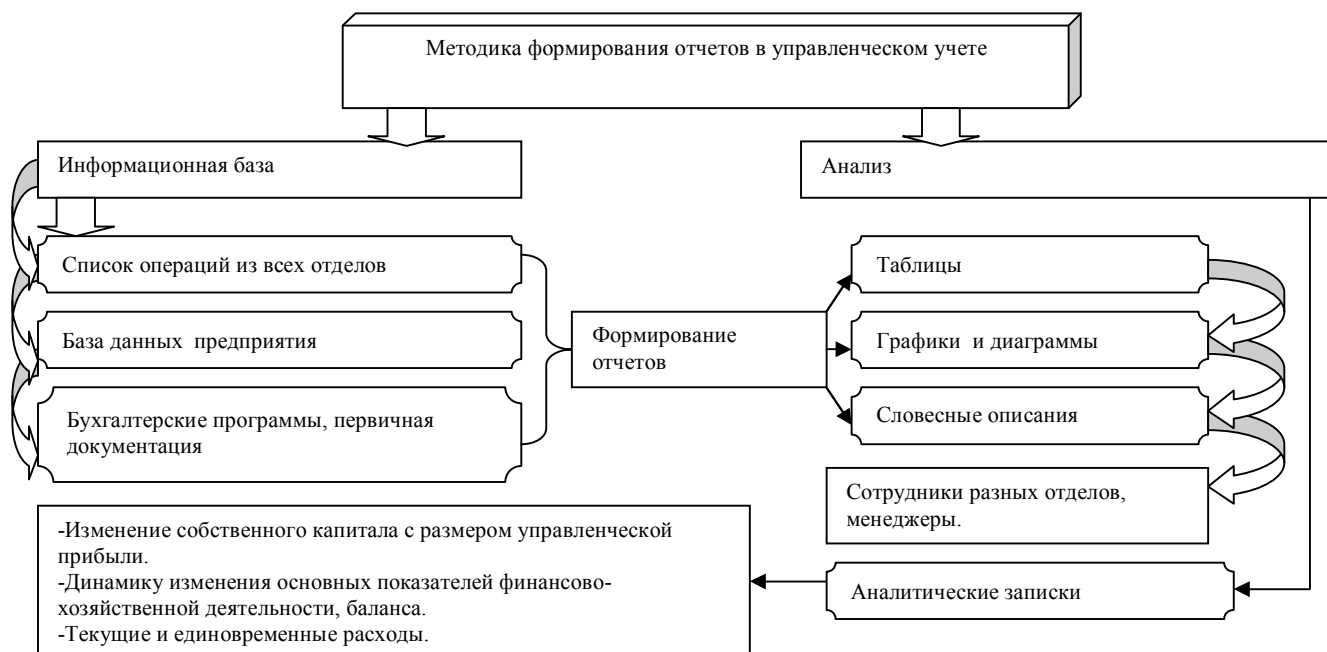 Методика формирования отчетов в управленческом учете
Информационная база
Анализ
Список операций из всех отделов
База данных предприятия
Бухгалтерские программы, первичная
документация
Формирование
отчетов
Таблицы
Графики и диаграммы
Словесные описания
Сотрудники разных отделов,
менеджеры.
Аналитические записки
-Изменение собственного капитала с размером управленческой
прибыли.
-Динамику изменения основных показателей финансово-
хозяйственной деятельности, баланса.
-Текущие и единовременные расходы.